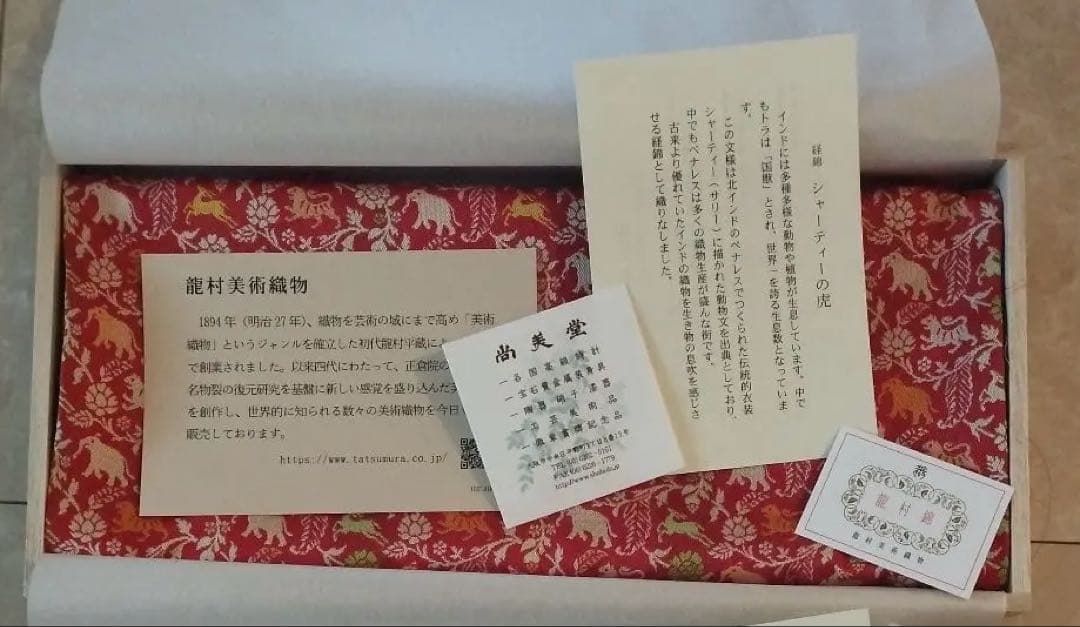 龍村美術織物
1894年(明治27年)、織物を芸術の域にまで高め「美術
織物」というジャンルを確立した初代龍村平蔵に
で創業されました。以来四代にわたって、正倉院の
名物裂の復元研究を基盤に新しい感覚を盛り込んだ
を創作し、世界的に知られる数々の美術織物を今日
販売しております。
https://www.tatsumura.co.jp/
尚美堂
一各国高級時計
一宝石貴金属装身具
一陶器硝子漆器
品
記念品
大阪市中央区
TEL
FAX
経錦 シャーティーの虎
インドには多種多様な動物や植物が生息しています。中で
もトラは「国獣」とされ、世界一を誇る生息数となっていま
す。
この文様は北インドのベナレスでつくられた伝統的衣装
シャーティー(サリー)に描かれた動物文を出典としており、
中でもベナレスは多くの織物生産が盛んな街です。
古来より優れていたインドの織物を生き物の息吹を感じさ
せる経錦として織りなしました。
龍村錦
龍村美術織物